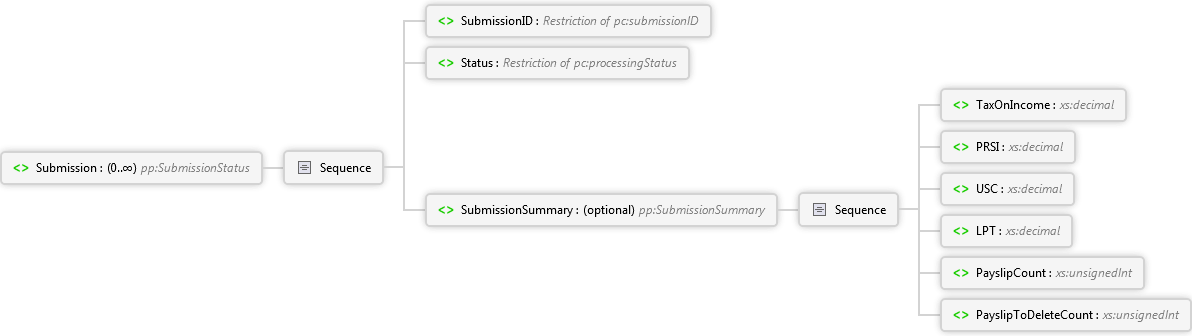 <> SubmissionID : Restriction of pc:submissionID
<> Status : Restriction of pc:processingStatus
<> Submission : (0..∞) pp:SubmissionStatus
Sequence
<> SubmissionSummary : (optional) pp:SubmissionSummary
Sequence
<> TaxOnIncome : xs:decimal
<> PRSI : xs:decimal
<> USC : xs:decimal
<> LPT : xs:decimal
<> PayslipCount : xs:unsignedInt
<> PayslipToDeleteCount : xs:unsignedInt